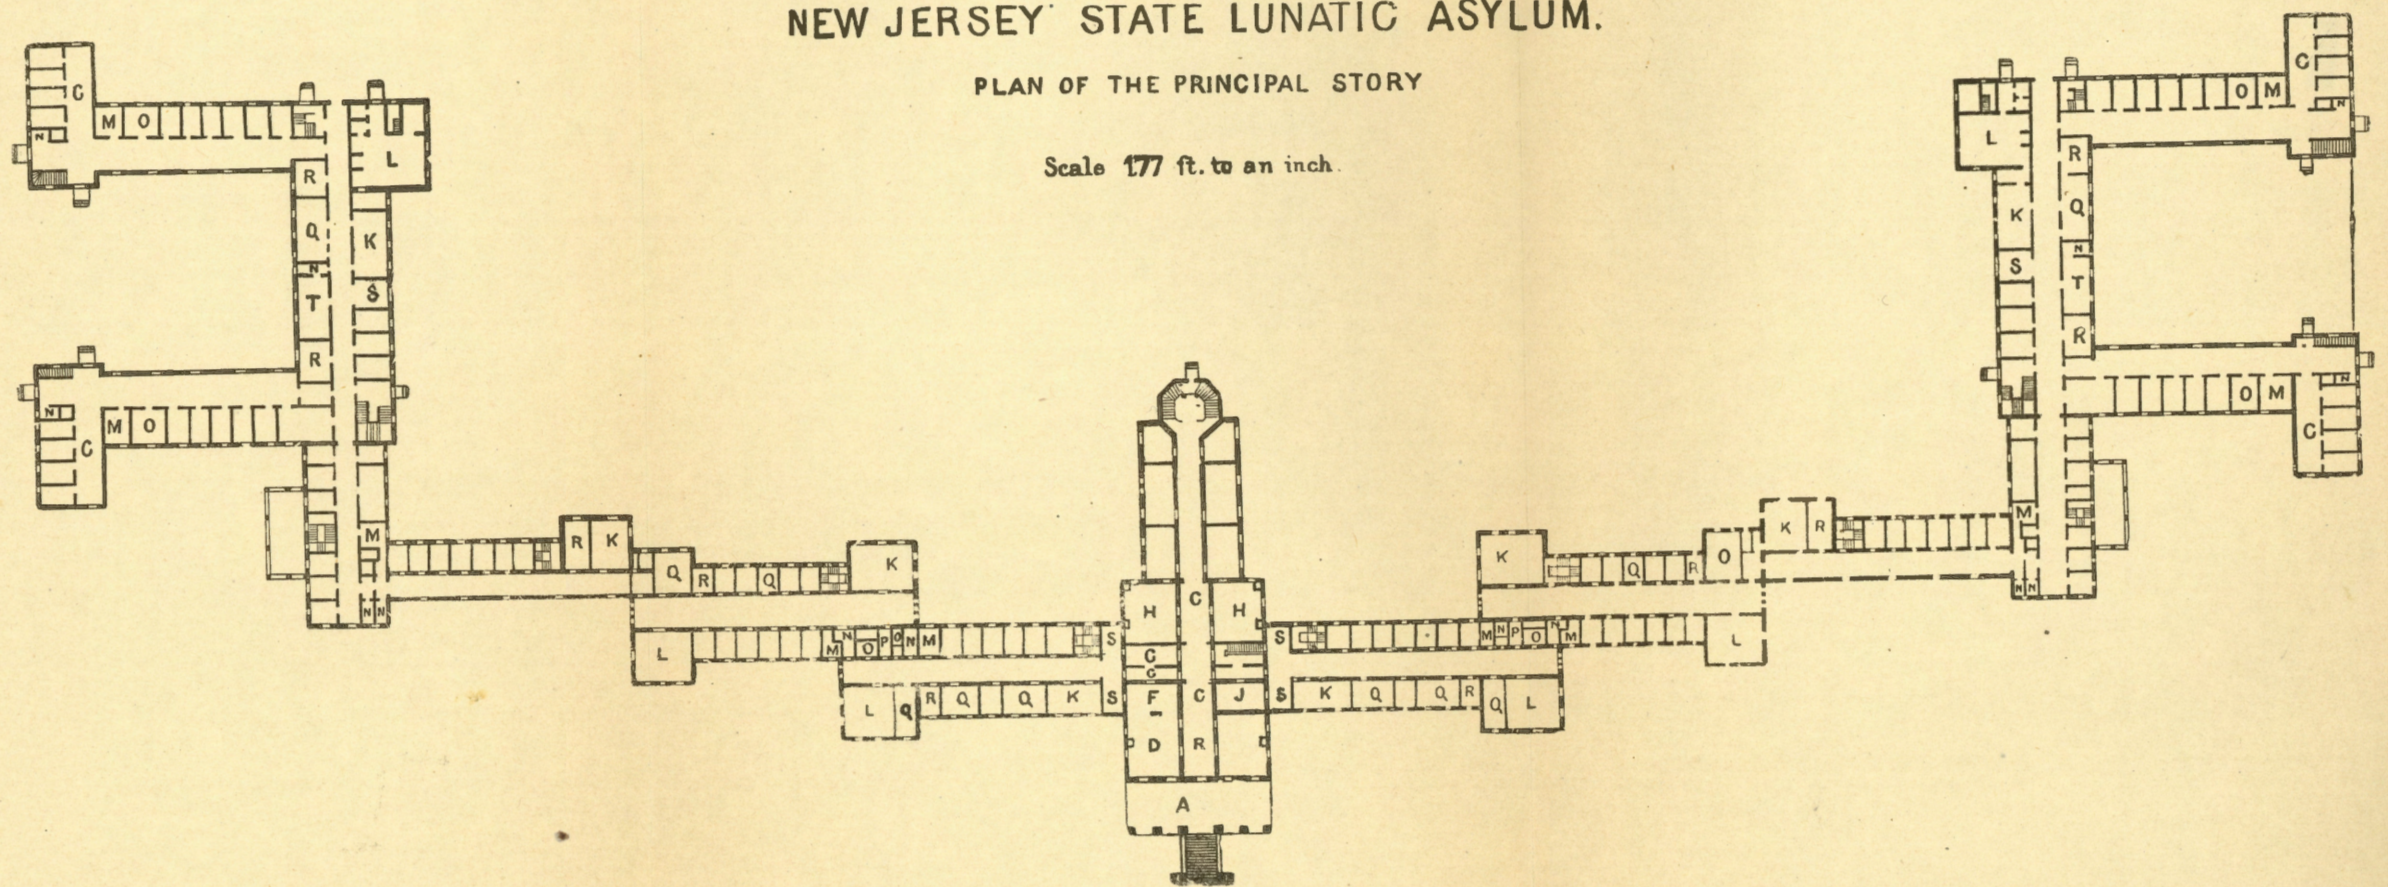 NEW JERSEY STATE LUNATIC ASYLUM.
PLAN OF THE PRINCIPAL STORY
Scale 177 ft. to an inch.
C
M O
N
L
R
Q
K
N
T
S
R
N
M O
C
M
N N
R K
Q R Q
K
L
M N O P O N M
S
L Q R Q Q K S
H C H
C
G
F C J
D R
A
S
M N P O N M
L
S K Q Q R Q L
K
Q R O
K R
M
N N
C
O M
N
L
R
K
Q
N
S
T
R
N
O M
C